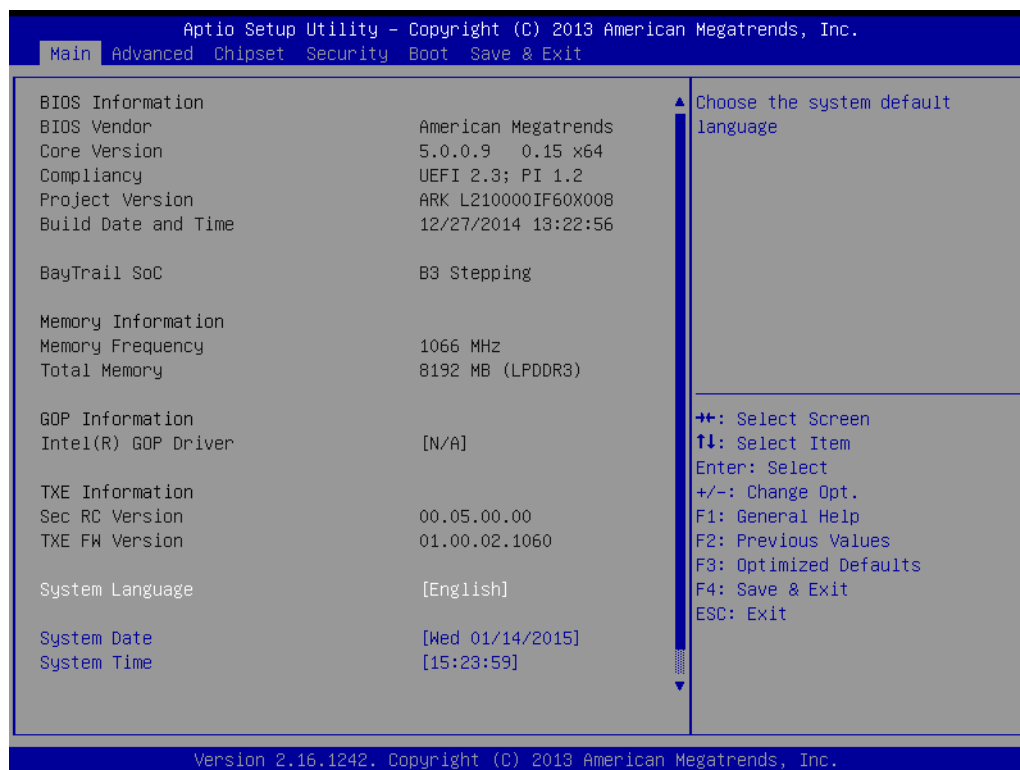 Aptio Setup Utility – Copyright (C) 2013 American Megatrends, Inc.
Main Advanced Chipset Security Boot Save & Exit
BIOS Information
BIOS Vendor American Megatrends
Core Version 5.0.0.9 0.15 x64
Compliancy UEFI 2.3; PI 1.2
Project Version ARK L210000IF60X008
Build Date and Time 12/27/2014 13:22:56
BayTrail SoC B3 Stepping
Memory Information
Memory Frequency 1066 MHz
Total Memory 8192 MB (LPDDR3)
GOP Information
Intel(R) GOP Driver [N/A]
TXE Information
Sec RC Version 00.05.00.00
TXE FW Version 01.00.02.1060
System Language [English]
System Date [Wed 01/14/2015]
System Time [15:23:59]
Choose the system default
language
→←: Select Screen
↑↓: Select Item
Enter: Select
+/-: Change Opt.
F1: General Help
F2: Previous Values
F3: Optimized Defaults
F4: Save & Exit
ESC: Exit
Version 2.16.1242. Copyright (C) 2013 American Megatrends, Inc.